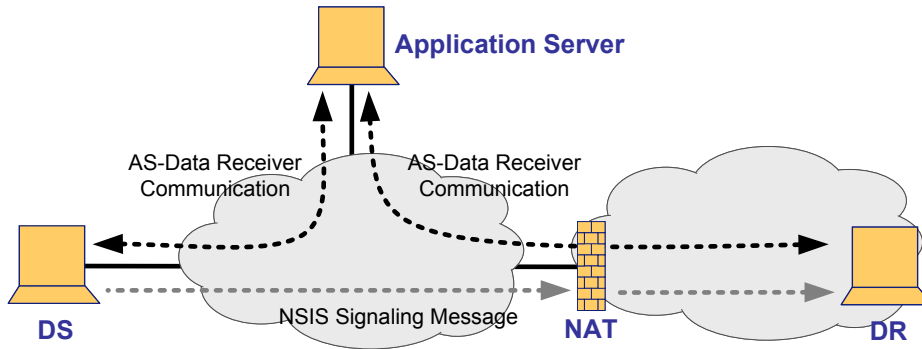 Application Server
AS-Data Receiver
Communication
AS-Data Receiver
Communication
NSIS Signaling Message
DS
NAT
DR